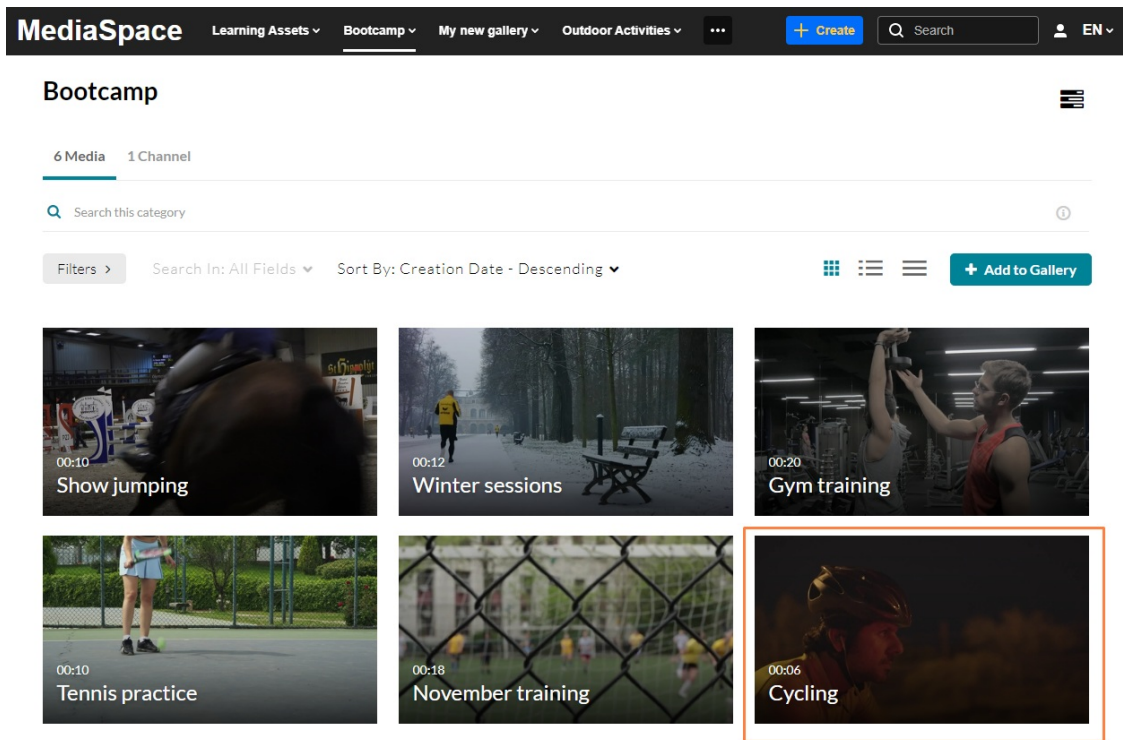 MediaSpace Learning Assets Bootcamp My new gallery Outdoor Activities ••• + Create Search EN
Bootcamp
6 Media 1 Channel
Search this category
Filters > Search In: All Fields Sort By: Creation Date - Descending + Add to Gallery
St Hippolyt
00:10 00:12 00:20
Show jumping Winter sessions Gym training
00:10 00:18 00:06
Tennis practice November training Cycling